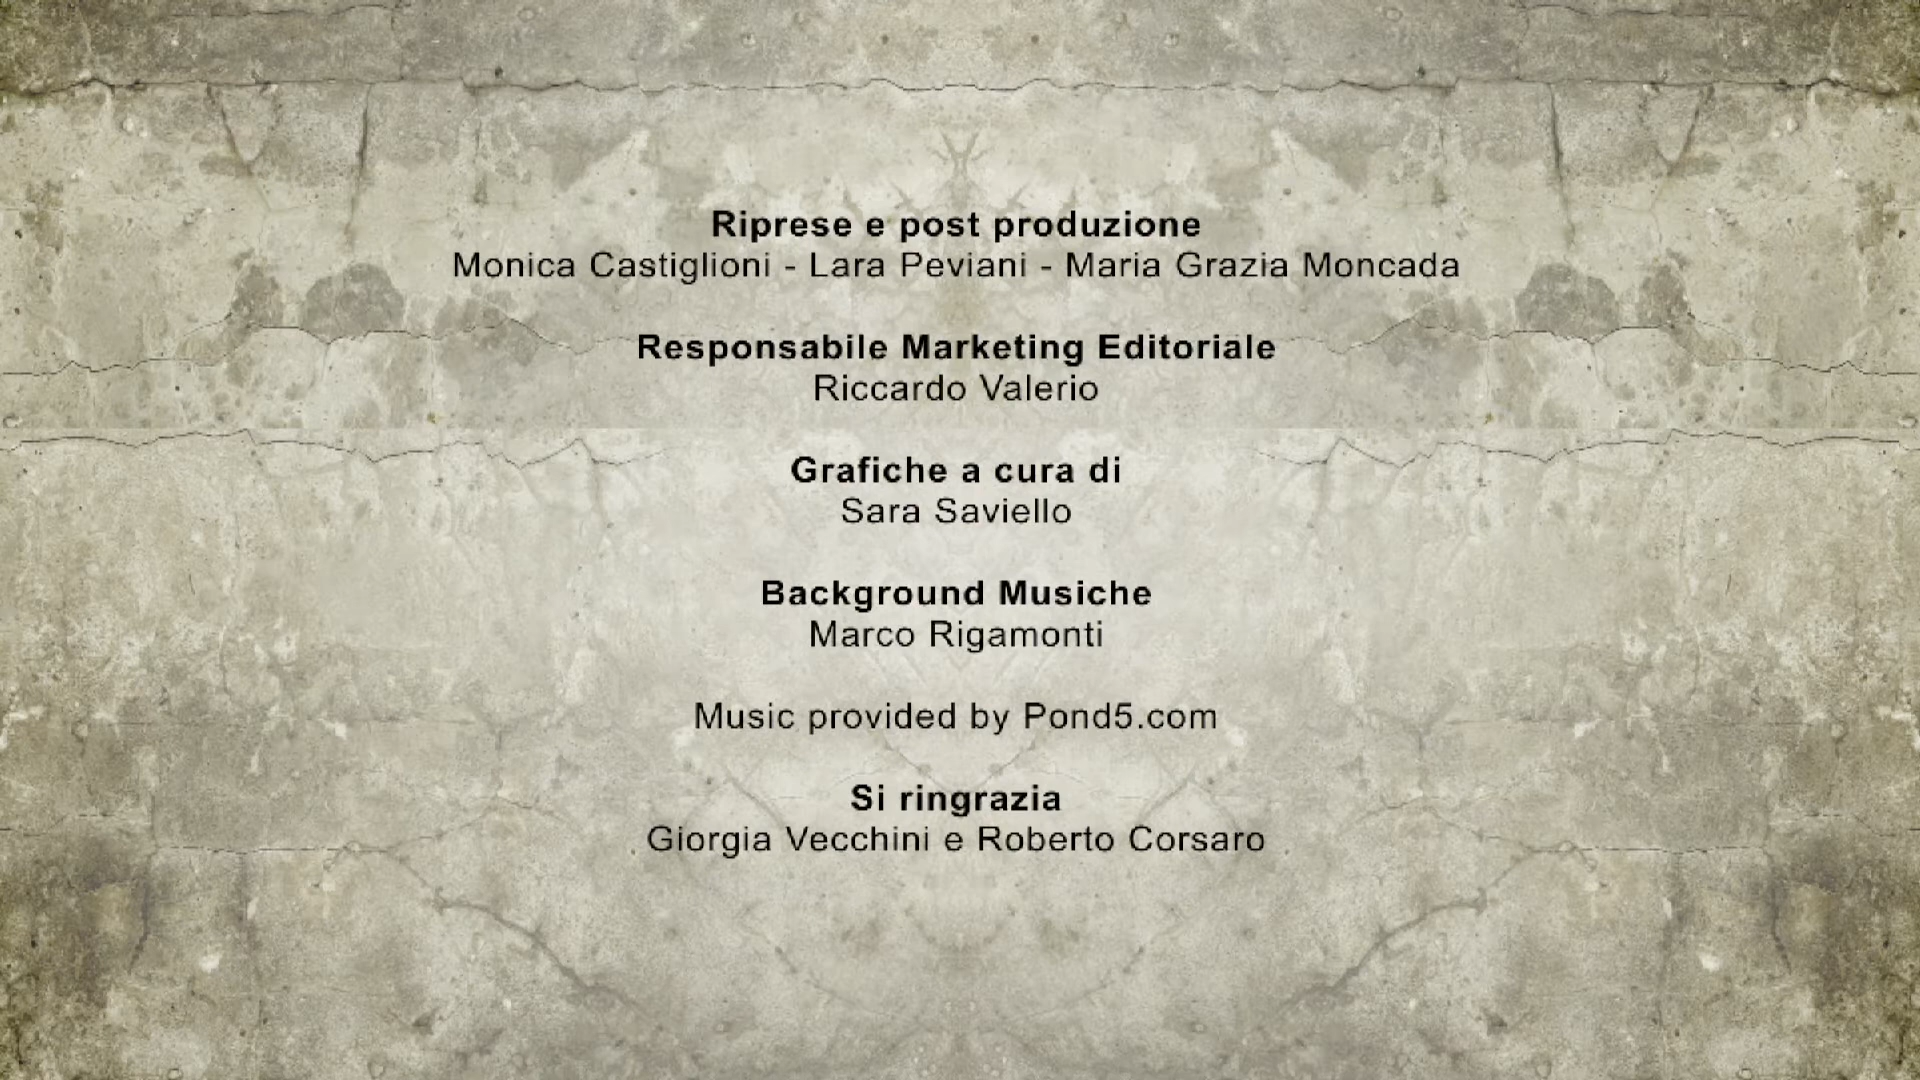 Riprese e post produzione
Monica Castiglioni - Lara Peviani - Maria Grazia Moncada
Responsabile Marketing Editoriale
Riccardo Valerio
Grafiche a cura di
Sara Saviello
Background Musiche
Marco Rigamonti
Music provided by Pond5.com
Si ringrazia
Giorgia Vecchini e Roberto Corsaro